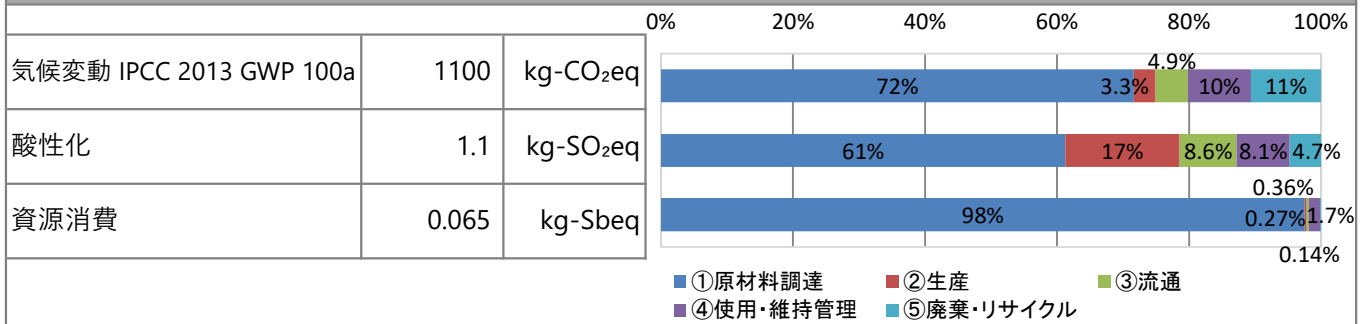 0% 20% 40% 60% 80% 100%
気候変動 IPCC 2013 GWP 100a 1100 kg-CO₂eq 72% 3.3% 4.9% 10% 11%
酸性化 1.1 kg-SO₂eq 61% 17% 8.6% 8.1% 4.7%
資源消費 0.065 kg-Sbeq 98% 0.27% 0.36% 1.7% 0.14%
①原材料調達 ②生産 ③流通
④使用・維持管理 ⑤廃棄・リサイクル